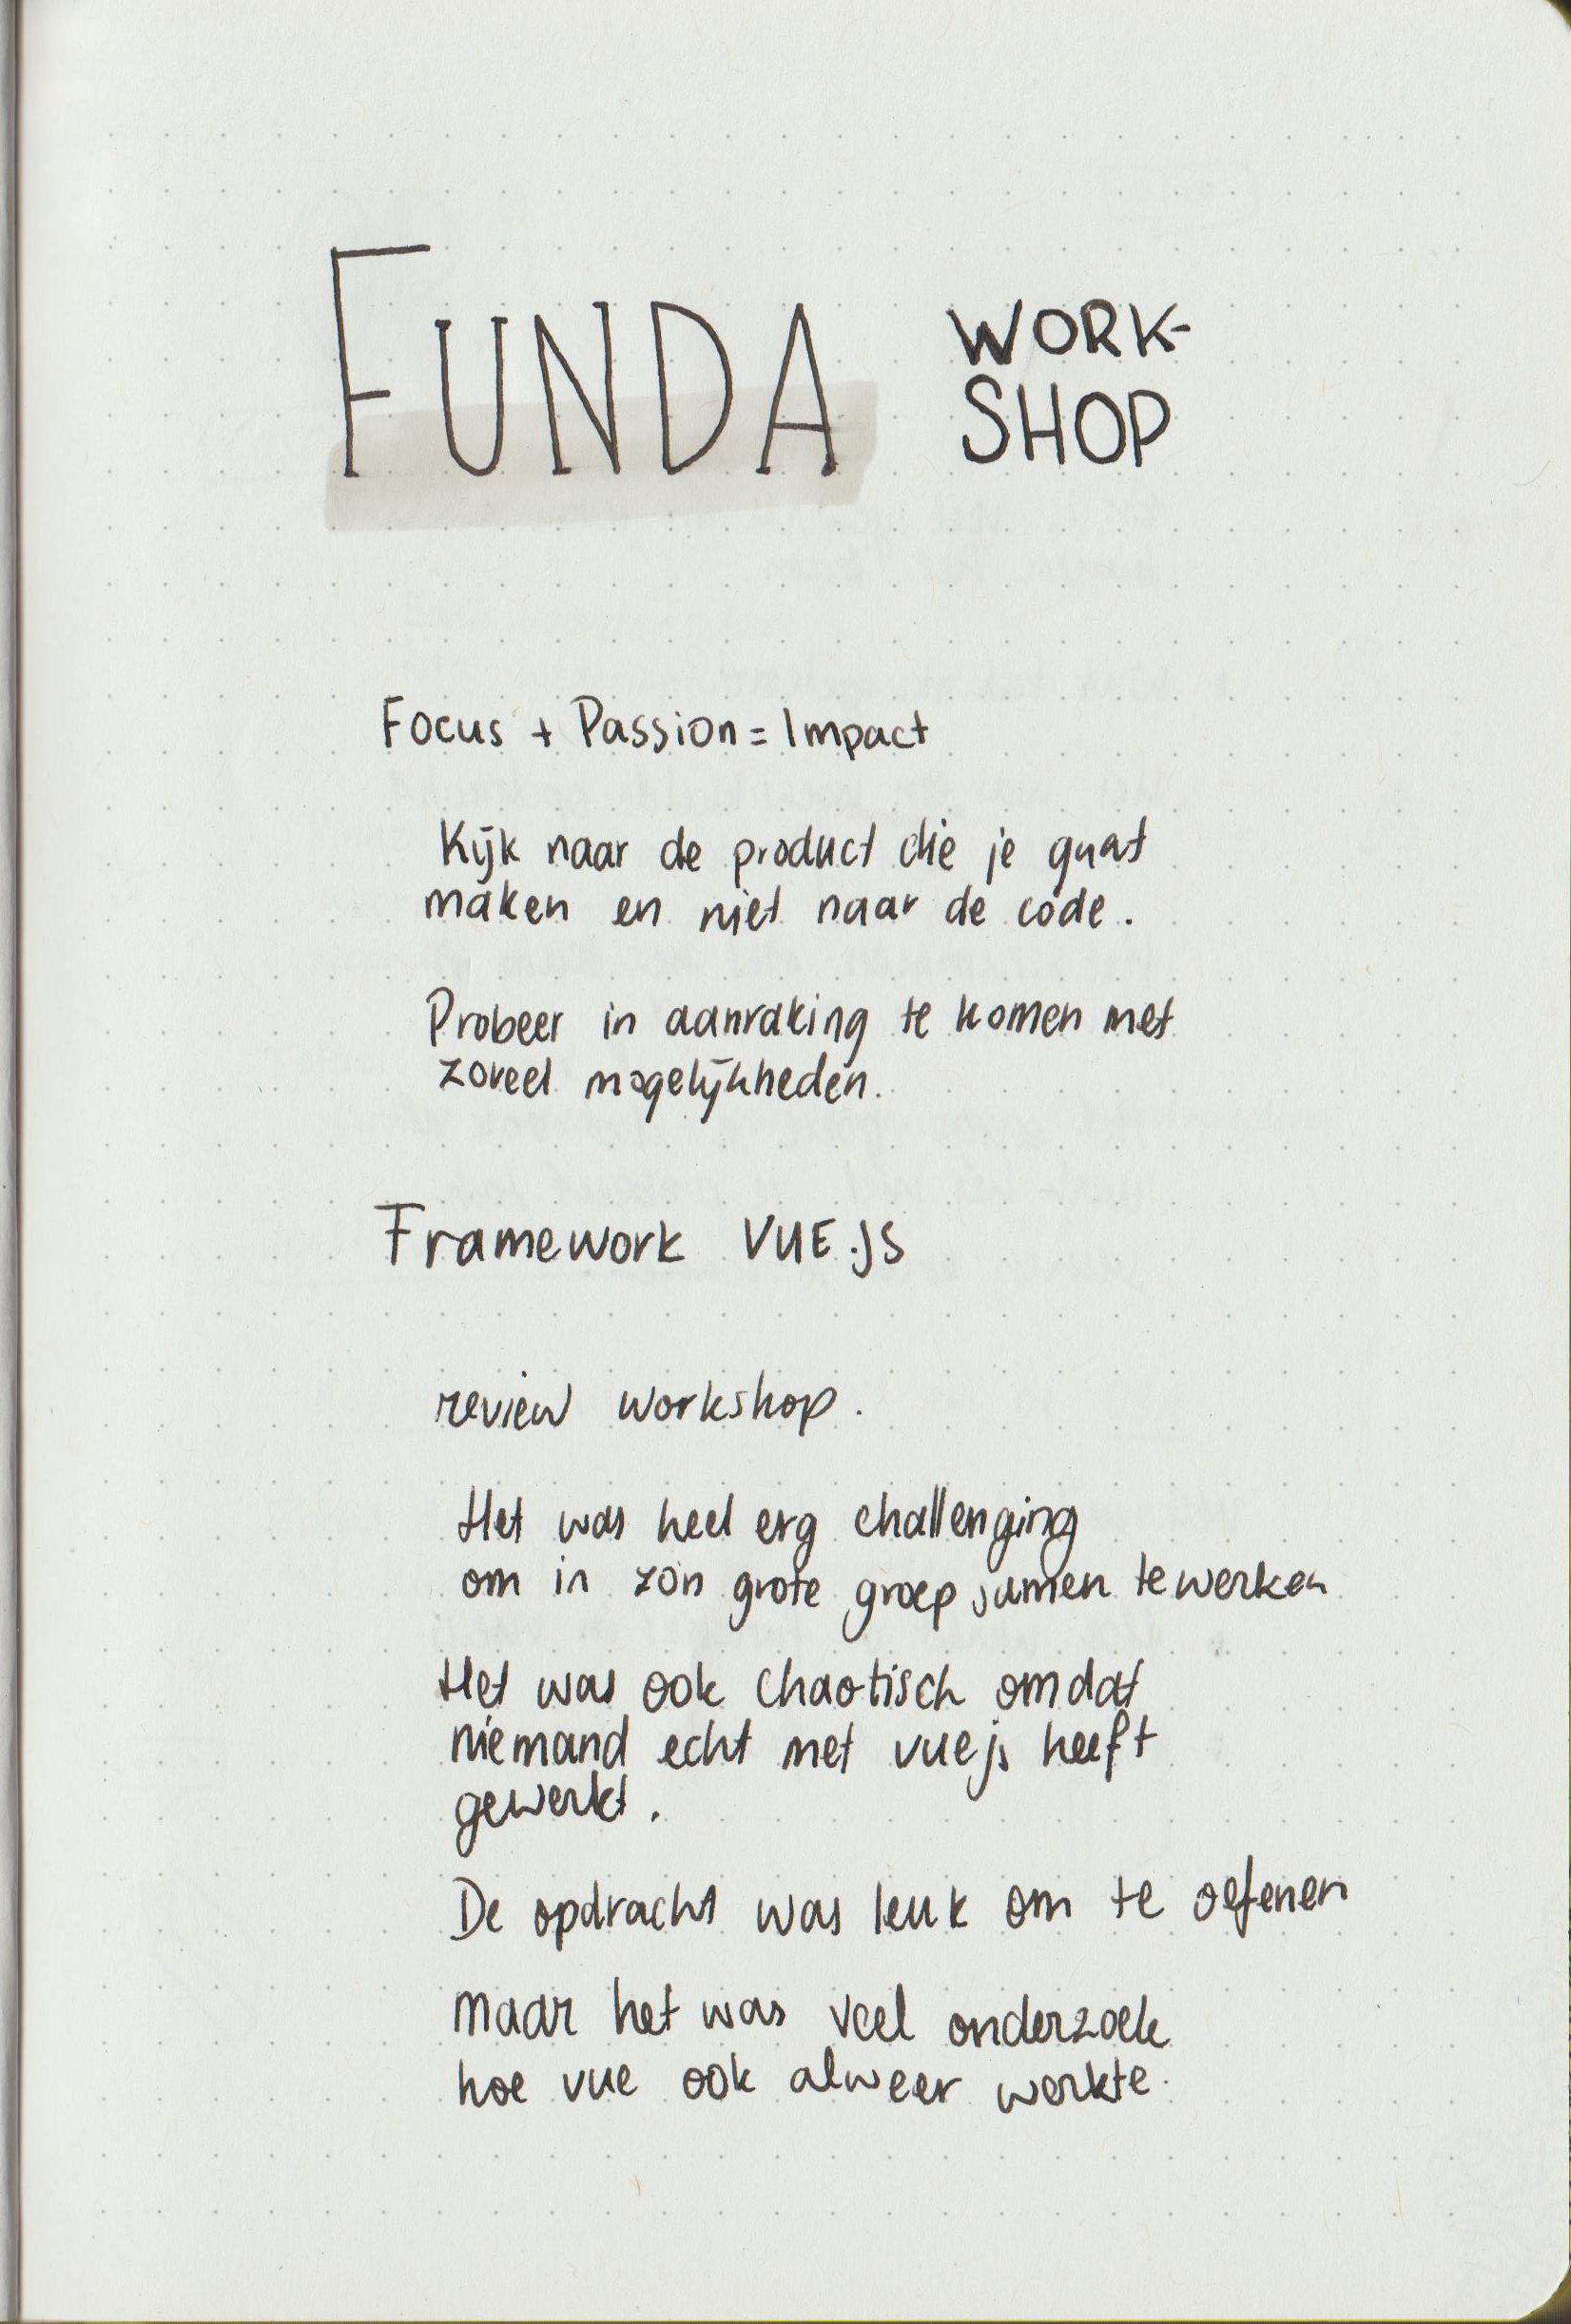 FUNDA WORK-
SHOP
Focus + Passion = Impact
Kijk naar de product die je gaat
maken en niet naar de code.
Probeer in aanraking te komen met
zoveel mogelijkheden.
Framework VUE.js
review workshop.
Het was heel erg challenging
om in zon grote groep samen te werken
Het was ook chaotisch omdat
niemand echt met vuejs heeft
gewerkt.
De opdracht was leuk om te oefenen
maar het was veel onderzoek
hoe vue ook alweer werkte.